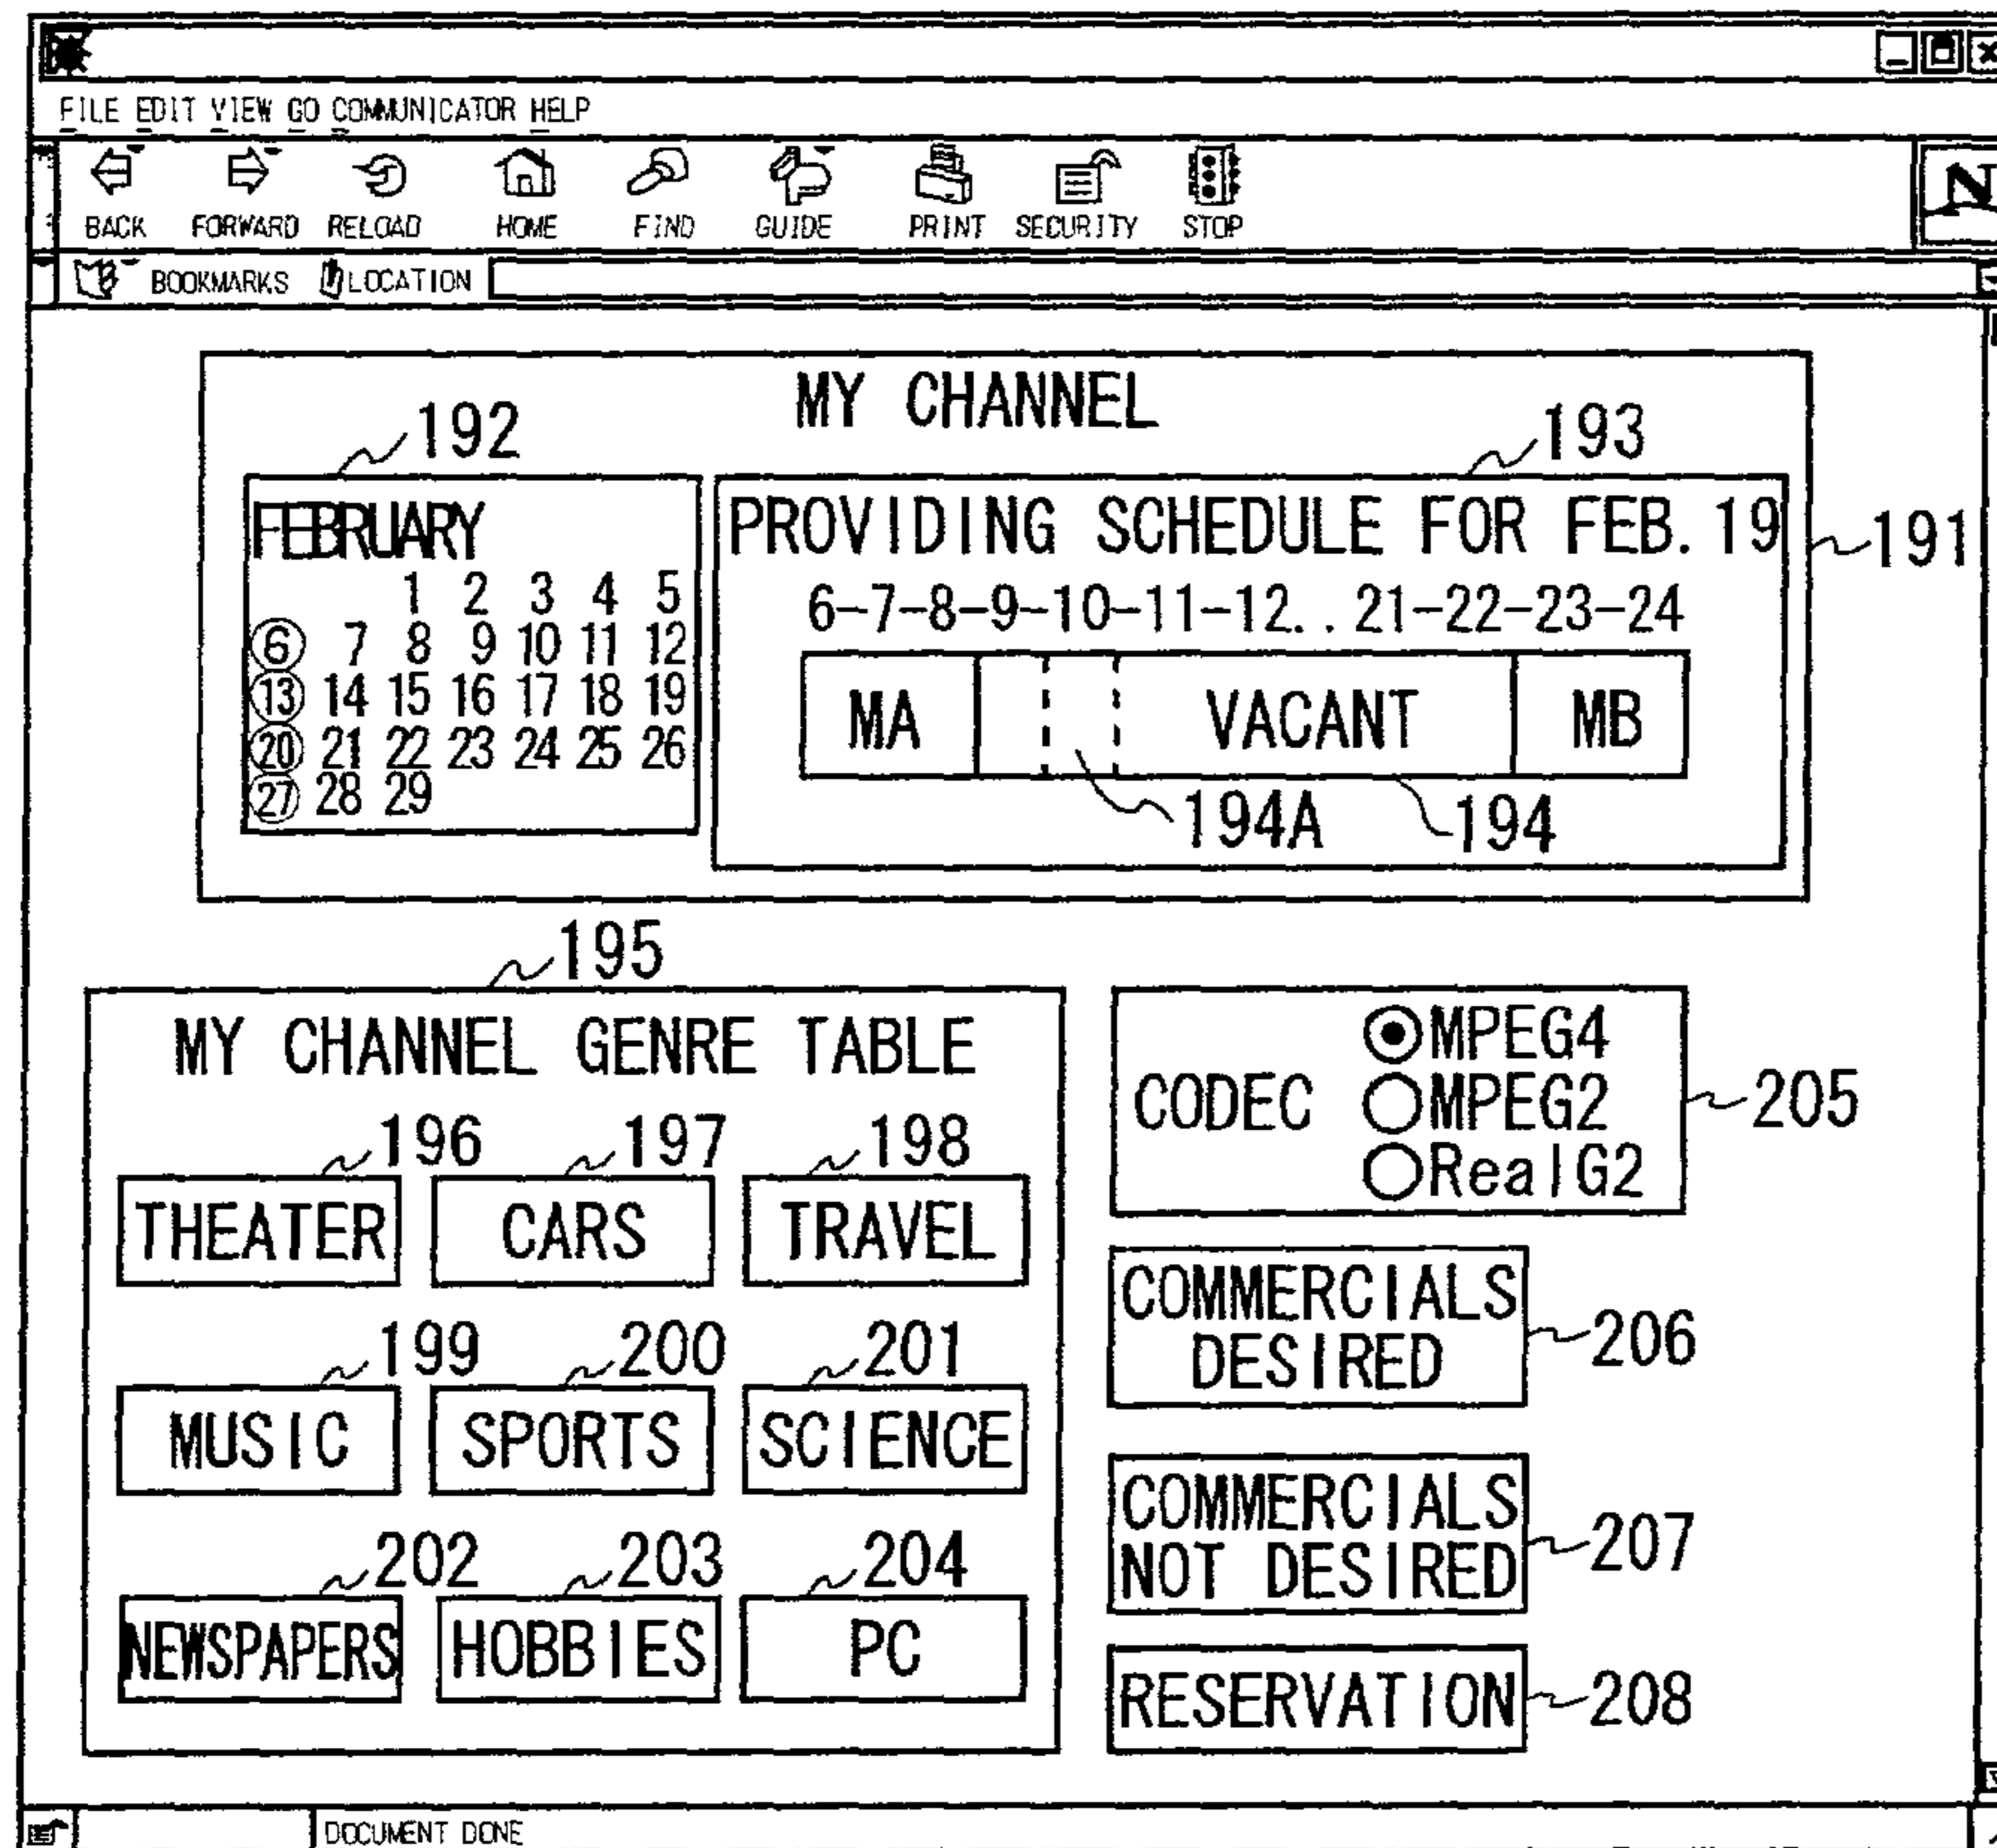 FILE EDIT VIEW GO COMMUNICATOR HELP
BACK FORWARD RELOAD HOME FIND GUIDE PRINT SECURITY STOP
N
BOOKMARKS LOCATION
MY CHANNEL
192
193
FEBRUARY
1 2 3 4 5
6 7 8 9 10 11 12
13 14 15 16 17 18 19
20 21 22 23 24 25 26
27 28 29
PROVIDING SCHEDULE FOR FEB. 19
191
6-7-8-9-10-11-12..21-22-23-24
MA VACANT MB
194A 194
195
MY CHANNEL GENRE TABLE
196 197 198
THEATER CARS TRAVEL
199 200 201
MUSIC SPORTS SCIENCE
202 203 204
NEWSPAPERS HOBBIES PC
CODEC
MPEG4
MPEG2
RealG2
205
COMMERCIALS
DESIRED
206
COMMERCIALS
NOT DESIRED
207
RESERVATION
208
DOCUMENT DONE